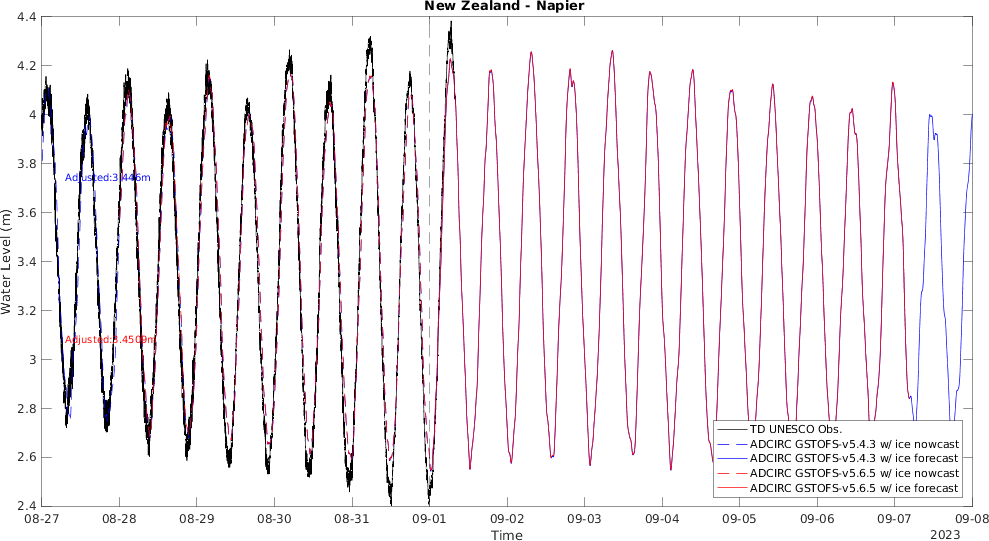 New Zealand - Napier
4.4
4.2
4
3.8
3.6
3.4
3.2
3
2.8
2.6
2.4
Water Level (m)
Adjusted:3.446m
Adjusted:3.4509m
TD UNESCO Obs.
ADCIRC GSTOFS-v5.4.3 w/ ice nowcast
ADCIRC GSTOFS-v5.4.3 w/ ice forecast
ADCIRC GSTOFS-v5.6.5 w/ ice nowcast
ADCIRC GSTOFS-v5.6.5 w/ ice forecast
08-27 08-28 08-29 08-30 08-31 09-01 09-02 09-03 09-04 09-05 09-06 09-07 09-08
Time
2023